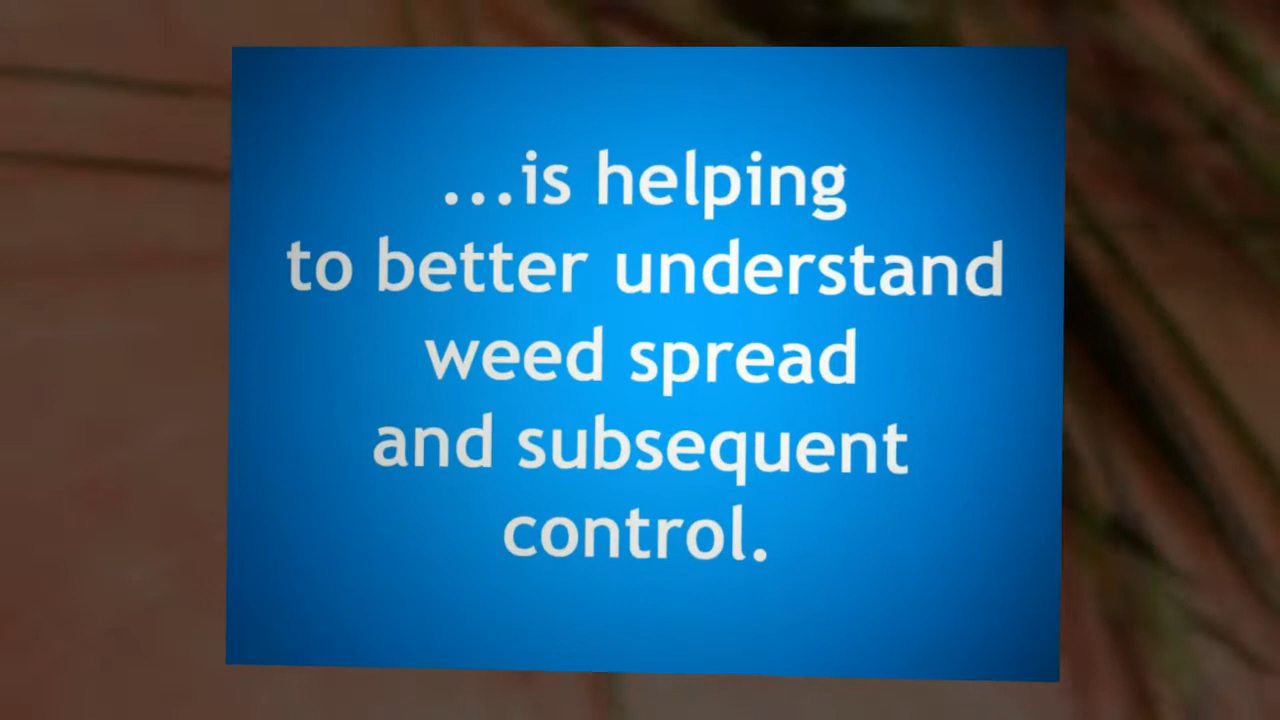 ...is helping
to better understand
weed spread
and subsequent
control.